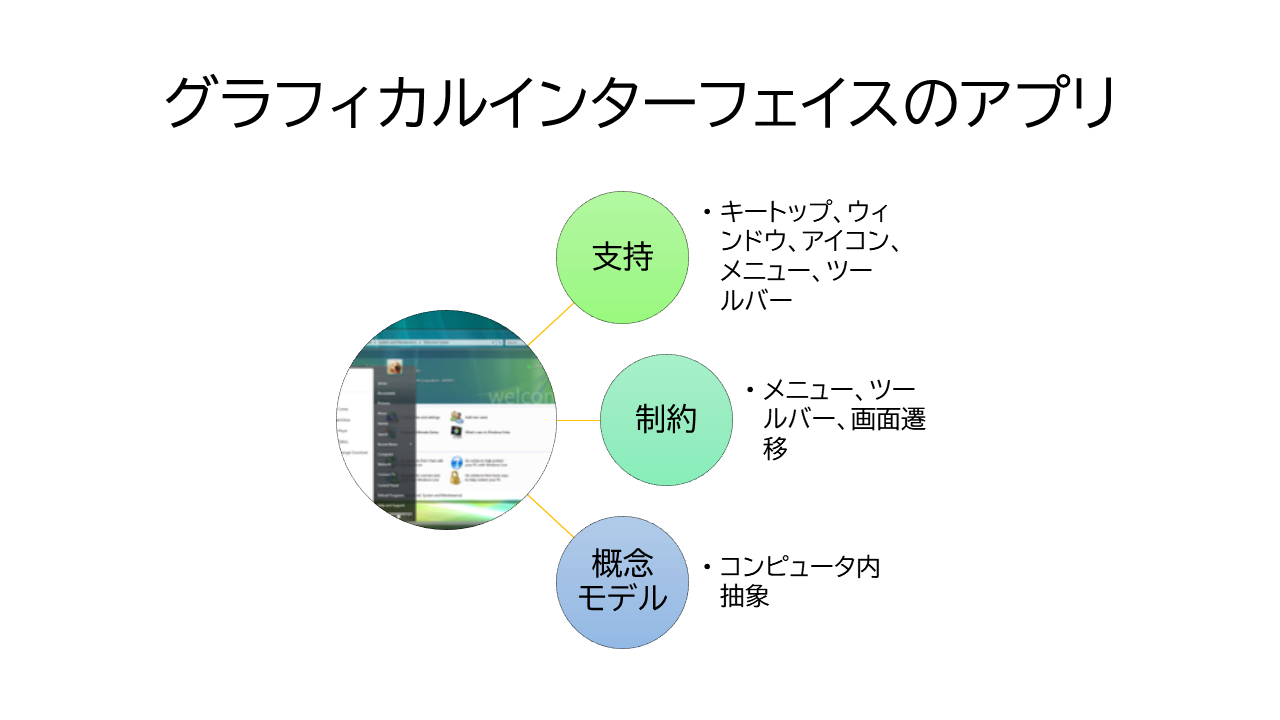 グラフィカルインターフェイスのアプリ
支持
・キートップ、ウィ
ンドウ、アイコン、
メニュー、ツー
ルバー
welcom
制約
・メニュー、ツー
ルバー、画面遷
移
概念
モデル
・コンピュータ内
抽象